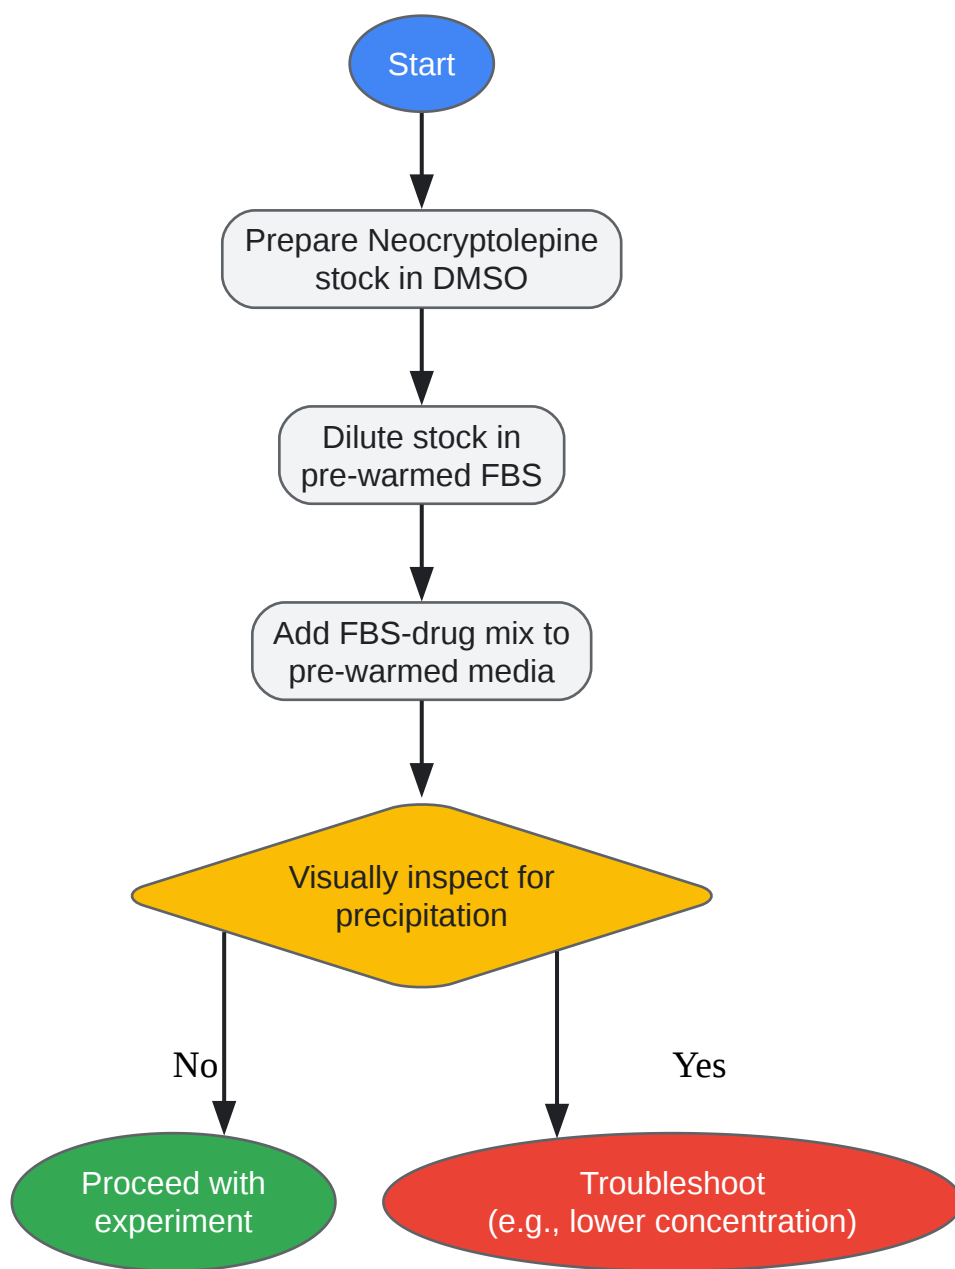 Start
Prepare Neocryptolepine
stock in DMSO
Dilute stock in
pre-warmed FBS
Add FBS-drug mix to
pre-warmed media
Visually inspect for
precipitation
No
Yes
Proceed with
experiment
Troubleshoot
(e.g., lower concentration)